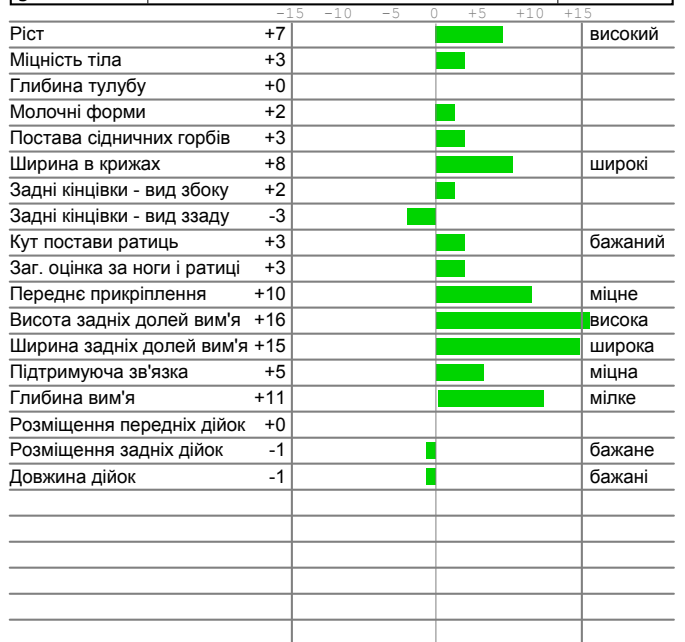 -15 -10 -5 0 +5 +10 +15
Ріст +7 високий
Міцність тіла +3
Глибина тулубу +0
Молочні форми +2
Постава сідничних горбів +3
Ширина в крижах +8 широкі
Задні кінцівки - вид збоку +2
Задні кінцівки - вид ззаду -3
Кут постави ратиць +3 бажаний
Заг. оцінка за ноги і ратиці +3
Переднє прикріплення +10 міцне
Висота задніх долей вим'я +16 висока
Ширина задніх долей вим'я +15 широка
Підтримуюча зв'язка +5 міцна
Глибина вим'я +11 мілке
Розміщення передніх дійок +0
Розміщення задніх дійок -1 бажане
Довжина дійок -1 бажані